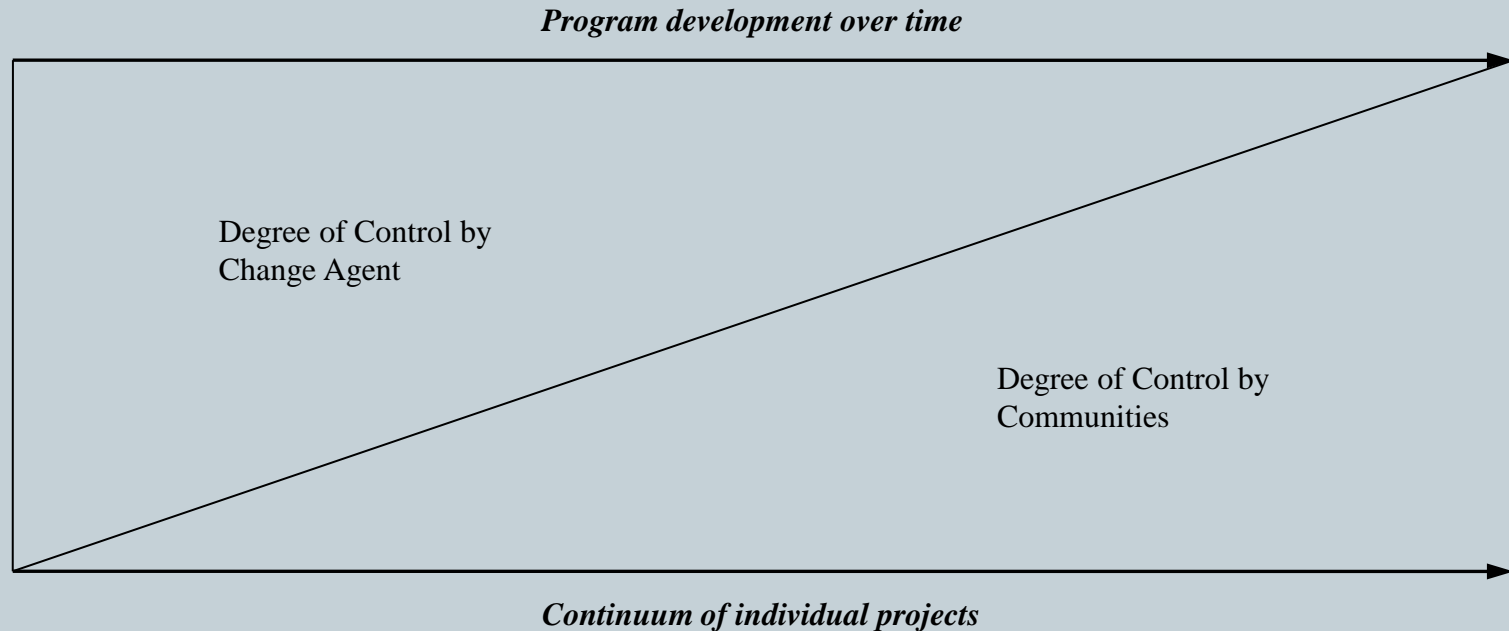 Program development over time
Degree of Control by
Change Agent
Degree of Control by
Communities
Continuum of individual projects